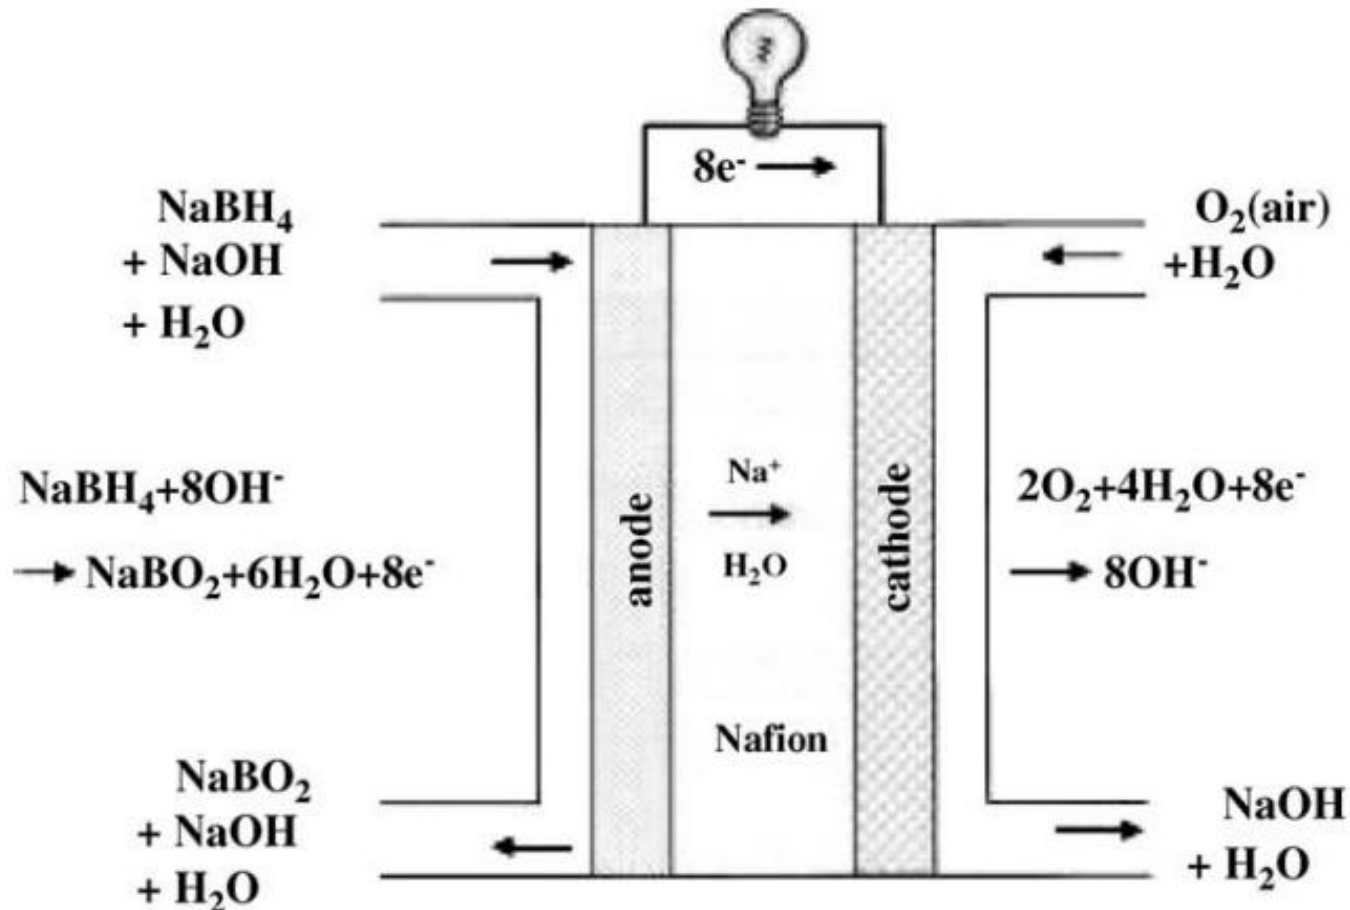 8e⁻
NaBH₄
+ NaOH
+ H₂O
O₂(air)
+H₂O
NaBH₄+8OH⁻
→ NaBO₂+6H₂O+8e⁻
anode
Na⁺
→
H₂O
Nafion
cathode
2O₂+4H₂O+8e⁻
→ 8OH⁻
NaBO₂
+ NaOH
+ H₂O
NaOH
+ H₂O